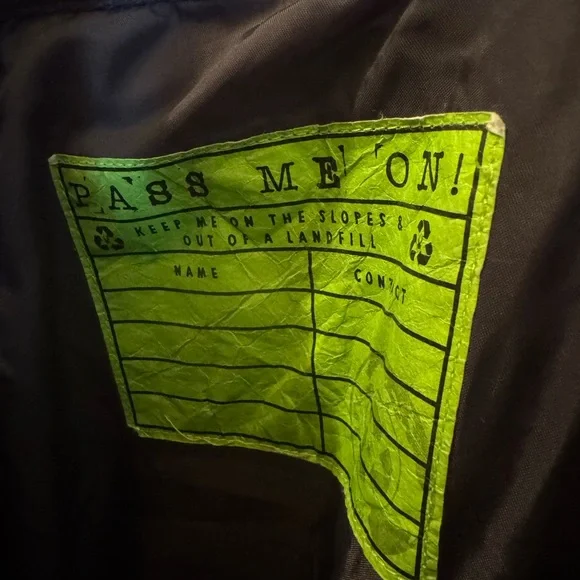 PASS ME ON!
KEEP ME ON THE SLOPES &
OUT OF A LANDFILL
NAME CONTACT